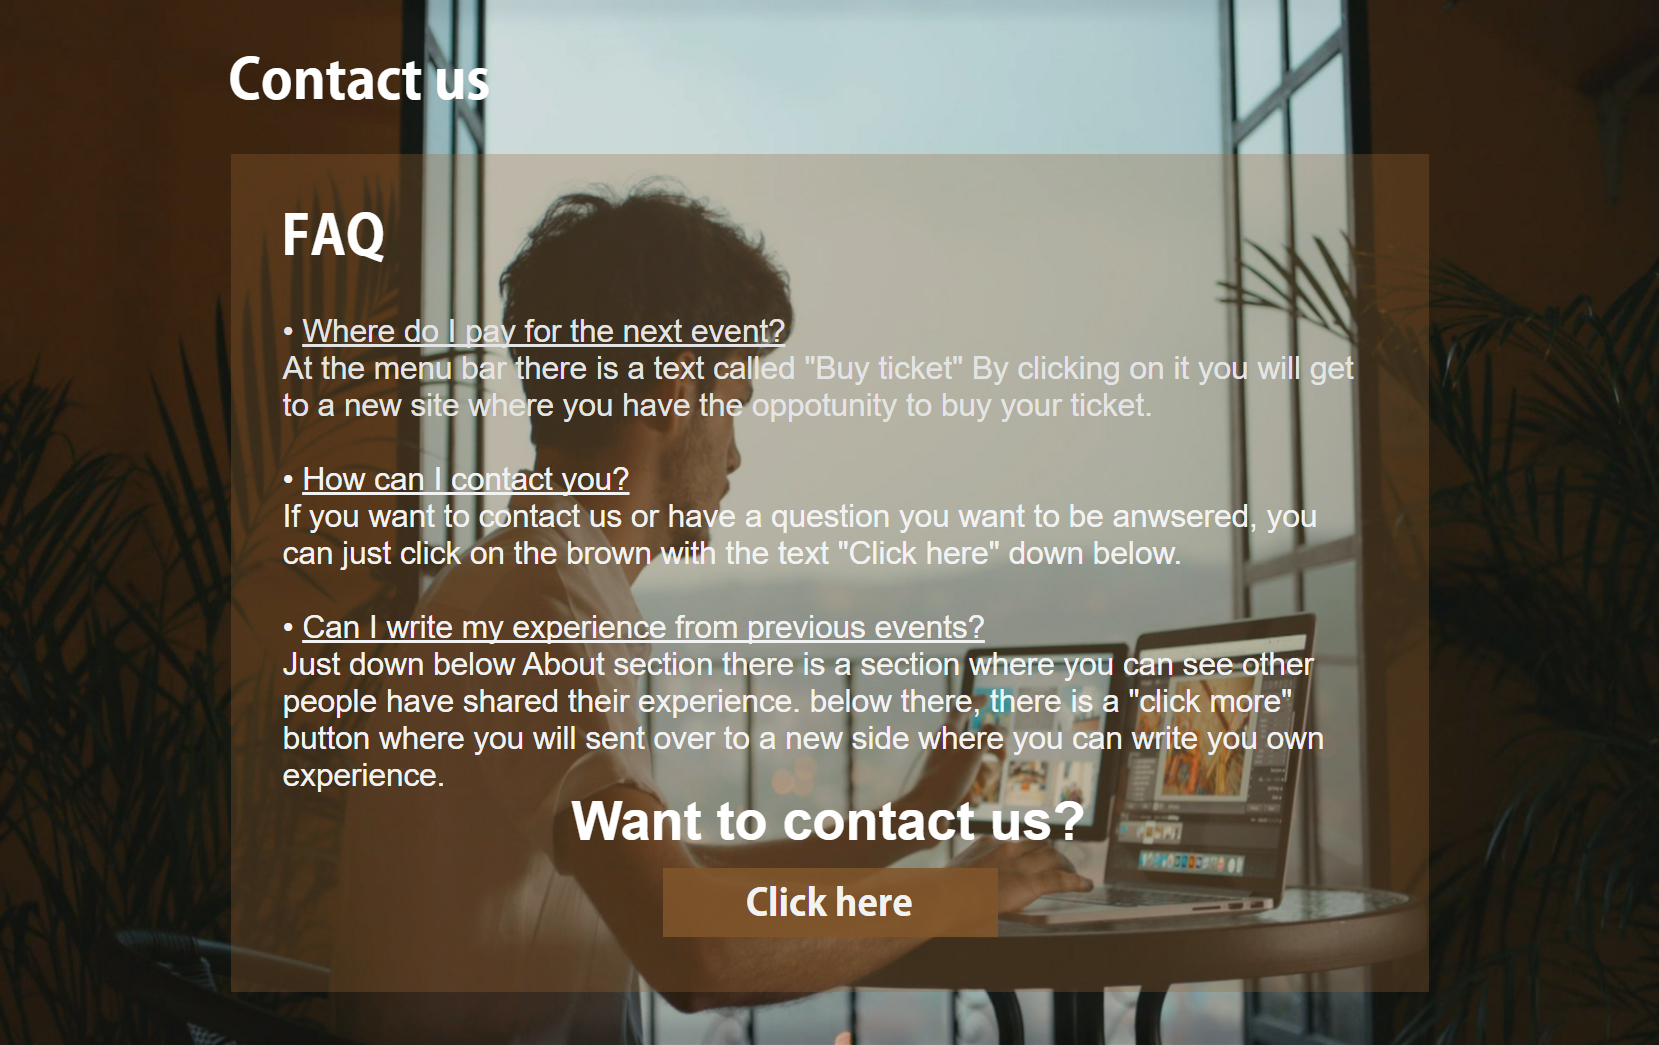 Contact us
FAQ
• Where do I pay for the next event?
At the menu bar there is a text called "Buy ticket" By clicking on it you will get
to a new site where you have the oppotunity to buy your ticket.
• How can I contact you?
If you want to contact us or have a question you want to be anwsered, you
can just click on the brown with the text "Click here" down below.
• Can I write my experience from previous events?
Just down below About section there is a section where you can see other
people have shared their experience. below there, there is a "click more"
button where you will sent over to a new side where you can write you own
experience.
Want to contact us?
Click here